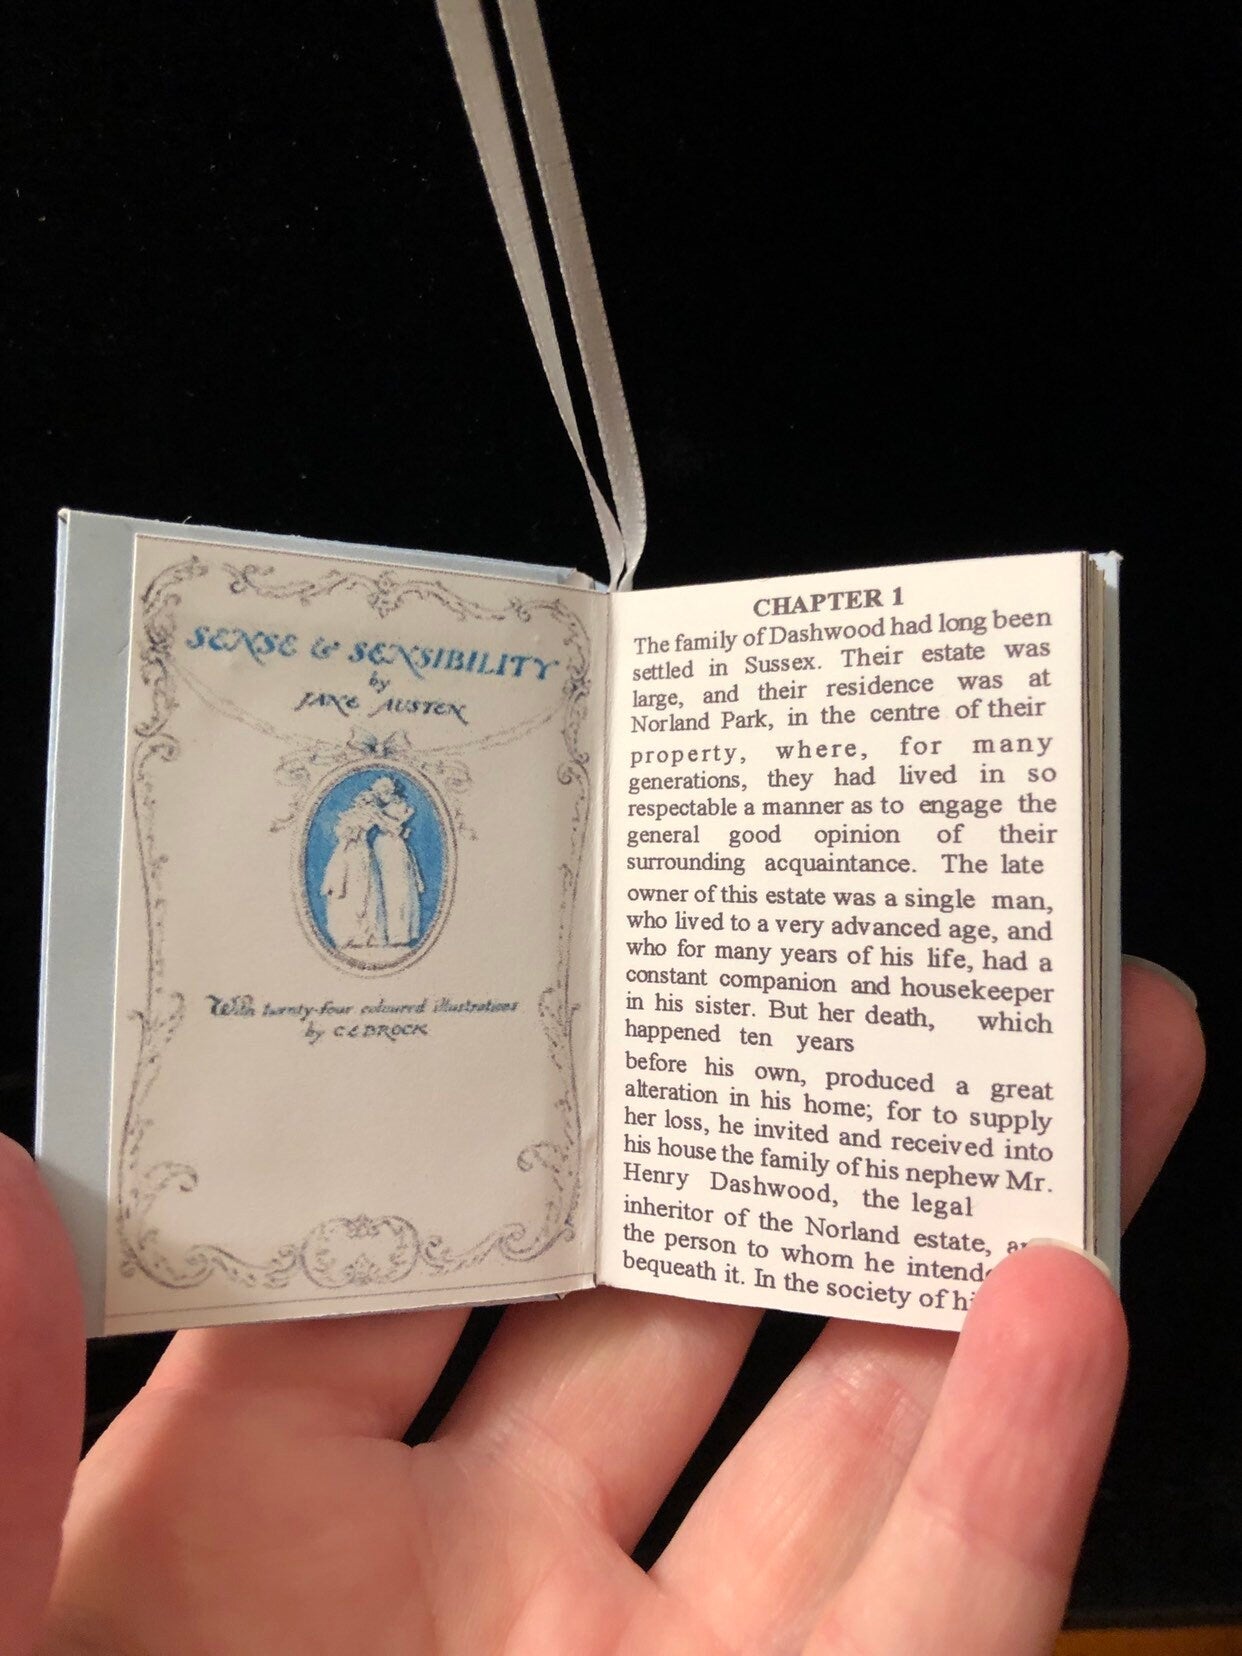 SENSE & SENSIBILITY
by
JANE AUSTEN
With twenty-four coloured illustrations
by C.E. BROCK
CHAPTER 1
The family of Dashwood had long been
settled in Sussex. Their estate was
large, and their residence was at
Norland Park, in the centre of their
property, where, for many
generations, they had lived in so
respectable a manner as to engage the
general good opinion of their
surrounding acquaintance. The late
owner of this estate was a single man,
who lived to a very advanced age, and
who for many years of his life, had a
constant companion and housekeeper
in his sister. But her death, which
happened ten years
before his own, produced a great
alteration in his home; for to supply
her loss, he invited and received into
his house the family of his nephew Mr.
Henry Dashwood, the legal
inheritor of the Norland estate,
the person to whom he
bequeath it. In the society of